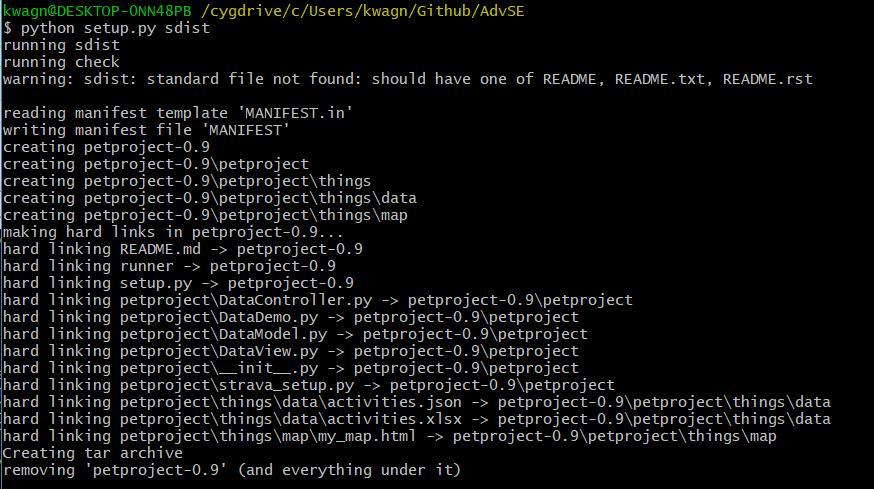 kwagn@DESKTOP-0NN48PB /cygdrive/c/Users/kwagn/Github/AdvSE
$ python setup.py sdist
running sdist
running check
warning: sdist: standard file not found: should have one of README, README.txt, README.rst

reading manifest template 'MANIFEST.in'
writing manifest file 'MANIFEST'
creating petproject-0.9
creating petproject-0.9\petproject
creating petproject-0.9\petproject\things
creating petproject-0.9\petproject\things\data
creating petproject-0.9\petproject\things\map
making hard links in petproject-0.9...
hard linking README.md -> petproject-0.9
hard linking runner -> petproject-0.9
hard linking setup.py -> petproject-0.9
hard linking petproject\DataController.py -> petproject-0.9\petproject
hard linking petproject\DataDemo.py -> petproject-0.9\petproject
hard linking petproject\DataModel.py -> petproject-0.9\petproject
hard linking petproject\DataView.py -> petproject-0.9\petproject
hard linking petproject\__init__.py -> petproject-0.9\petproject
hard linking petproject\strava_setup.py -> petproject-0.9\petproject
hard linking petproject\things\data\activities.json -> petproject-0.9\petproject\things\data
hard linking petproject\things\data\activities.xlsx -> petproject-0.9\petproject\things\data
hard linking petproject\things\map\my_map.html -> petproject-0.9\petproject\things\map
Creating tar archive
removing 'petproject-0.9' (and everything under it)